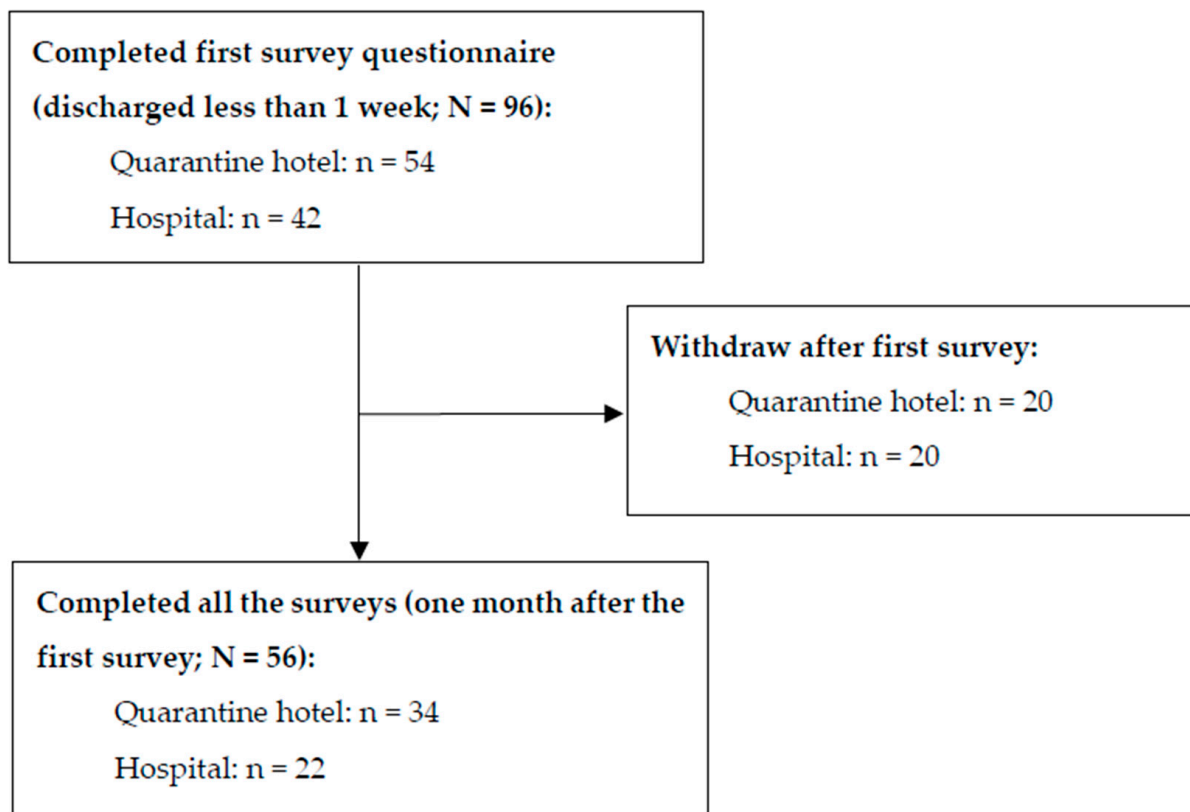 Completed first survey questionnaire
(discharged less than 1 week; N = 96):
Quarantine hotel: n = 54
Hospital: n = 42
Withdraw after first survey:
Quarantine hotel: n = 20
Hospital: n = 20
Completed all the surveys (one month after the
first survey; N = 56):
Quarantine hotel: n = 34
Hospital: n = 22